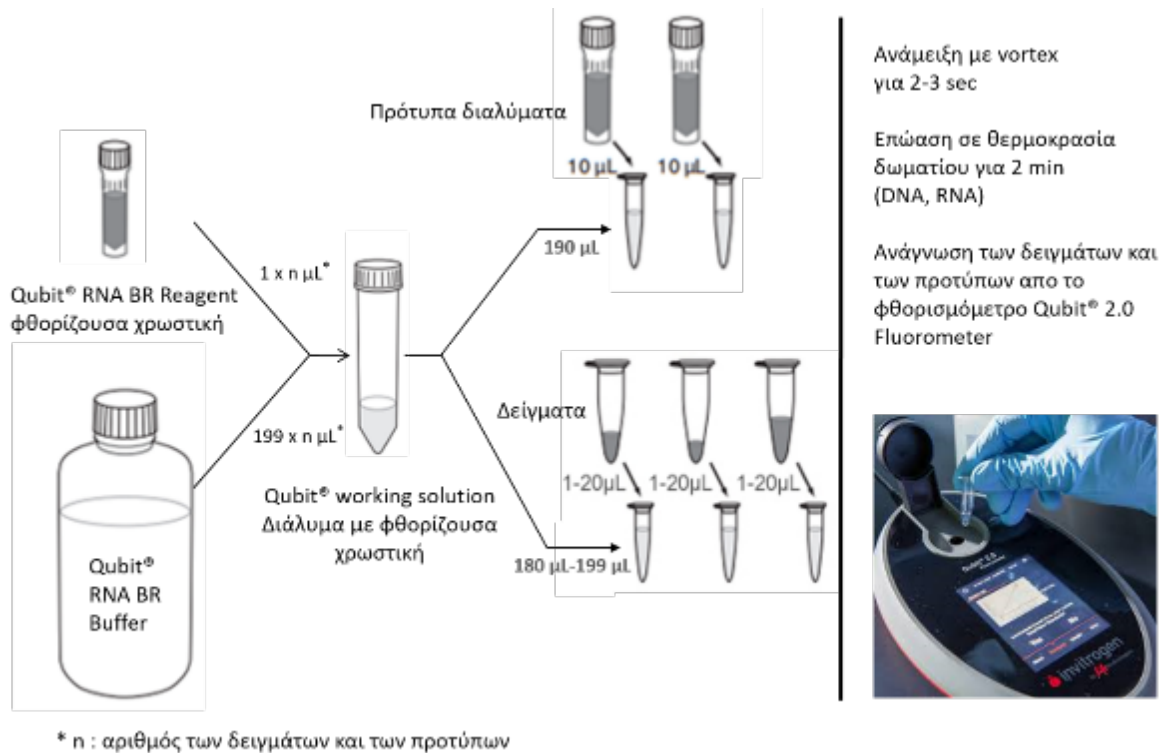 Πρότυπα διαλύματα
10 μL
10 μL
190 μL
Qubit® RNA BR Reagent
φθορίζουσα χρωστική
1 x n μL*
199 x n μL*
Qubit®
RNA BR
Buffer
Qubit® working solution
Διάλυμα με φθορίζουσα
χρωστική
Δείγματα
1-20μL
1-20μL
1-20μL
180 μL-199 μL
* n : αριθμός των δειγμάτων και των προτύπων
Ανάμειξη με vortex
για 2-3 sec
Επώαση σε θερμοκρασία
δωματίου για 2 min
(DNA, RNA)
Ανάγνωση των δειγμάτων και
των προτύπων απο το
φθορισμόμετρο Qubit® 2.0
Fluorometer
Qubit® 2.0
invitrogen